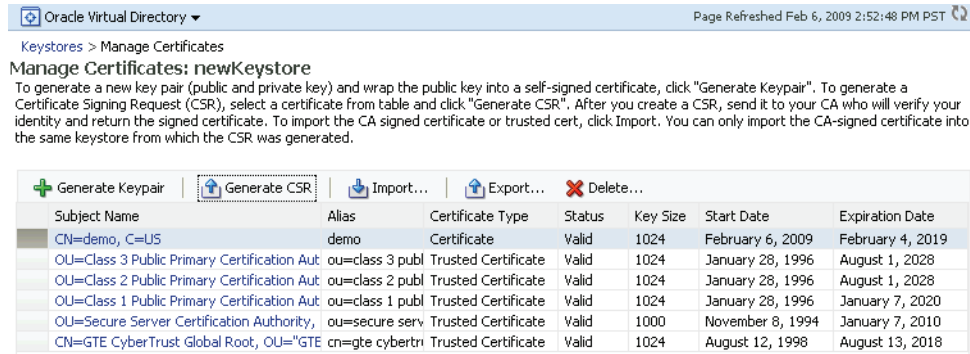 Oracle Virtual Directory
Page Refreshed Feb 6, 2009 2:52:48 PM PST
Keystores > Manage Certificates
Manage Certificates: newKeystore
To generate a new key pair (public and private key) and wrap the public key into a self-signed certificate, click "Generate Keypair". To generate a
Certificate Signing Request (CSR), select a certificate from table and click "Generate CSR". After you create a CSR, send it to your CA who will verify your
identity and return the signed certificate. To import the CA signed certificate or trusted cert, click Import. You can only import the CA-signed certificate into
the same keystore from which the CSR was generated.
Generate Keypair Generate CSR Import... Export... Delete...
Subject Name Alias Certificate Type Status Key Size Start Date Expiration Date
CN=demo, C=US demo Certificate Valid 1024 February 6, 2009 February 4, 2019
OU=Class 3 Public Primary Certification Aut ou=class 3 publ Trusted Certificate Valid 1024 January 28, 1996 August 1, 2028
OU=Class 2 Public Primary Certification Aut ou=class 2 publ Trusted Certificate Valid 1024 January 28, 1996 August 1, 2028
OU=Class 1 Public Primary Certification Aut ou=class 1 publ Trusted Certificate Valid 1024 January 28, 1996 January 7, 2020
OU=Secure Server Certification Authority, ou=secure serv Trusted Certificate Valid 1000 November 8, 1994 January 7, 2010
CN=GTE CyberTrust Global Root, OU="GTE cn=gte cybertr Trusted Certificate Valid 1024 August 12, 1998 August 13, 2018